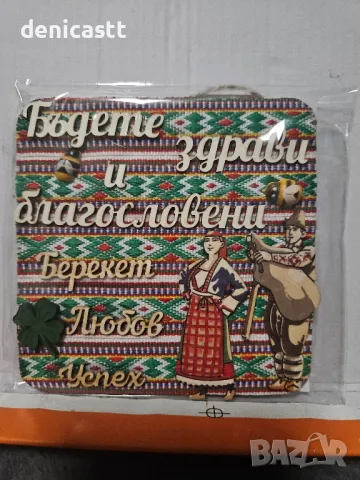 denicastt
Бъдете
здрави
и
благословени
Берекет
Любов
Успех
BAZAR